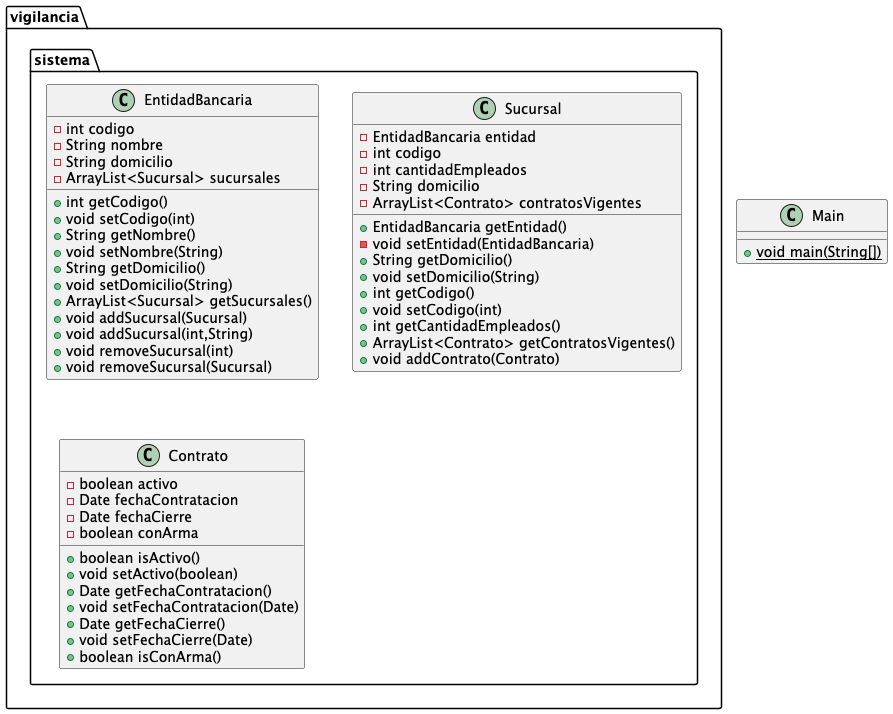 vigilancia
sistema
C EntidadBancaria
int codigo
String nombre
String domicilio
ArrayList<Sucursal> sucursales
int getCodigo()
void setCodigo(int)
String getNombre()
void setNombre(String)
String getDomicilio()
void setDomicilio(String)
ArrayList<Sucursal> getSucursales()
void addSucursal(Sucursal)
void addSucursal(int,String)
void removeSucursal(int)
void removeSucursal(Sucursal)
C Sucursal
EntidadBancaria entidad
int codigo
int cantidadEmpleados
String domicilio
ArrayList<Contrato> contratosVigentes
EntidadBancaria getEntidad()
void setEntidad(EntidadBancaria)
String getDomicilio()
void setDomicilio(String)
int getCodigo()
void setCodigo(int)
int getCantidadEmpleados()
ArrayList<Contrato> getContratosVigentes()
void addContrato(Contrato)
C Main
void main(String[])
C Contrato
boolean activo
Date fechaContratacion
Date fechaCierre
boolean conArma
boolean isActivo()
void setActivo(boolean)
Date getFechaContratacion()
void setFechaContratacion(Date)
Date getFechaCierre()
void setFechaCierre(Date)
boolean isConArma()